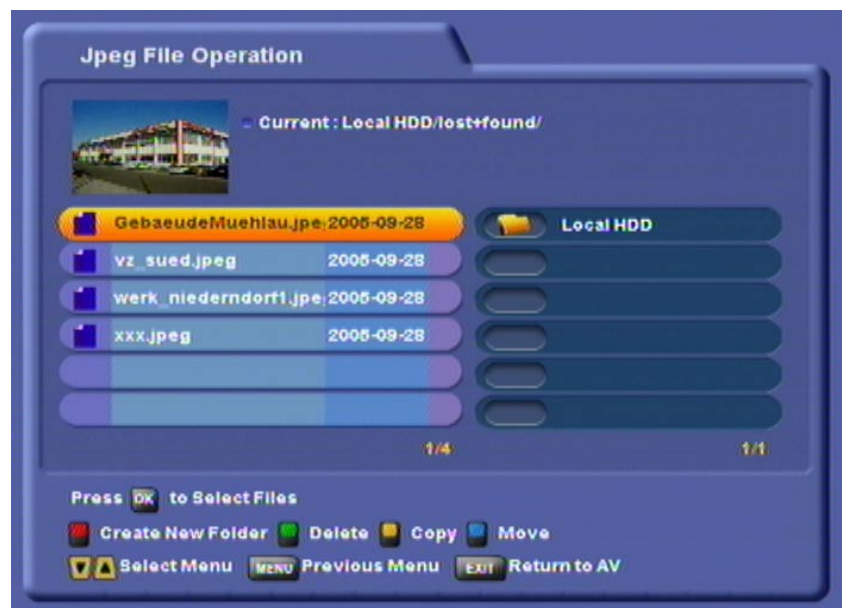 Jpeg File Operation
Current : Local HDD/lost+found/
GebaeudeMuehlau.jpe 2005-09-28
Local HDD
vz_sued.jpeg 2005-09-28
werk_niederndorf1.jpe 2005-09-28
xxx.jpeg 2005-09-28
1/4
1/1
Press OK to Select Files
Create New Folder Delete Copy Move
Select Menu MENU Previous Menu EXIT Return to AV